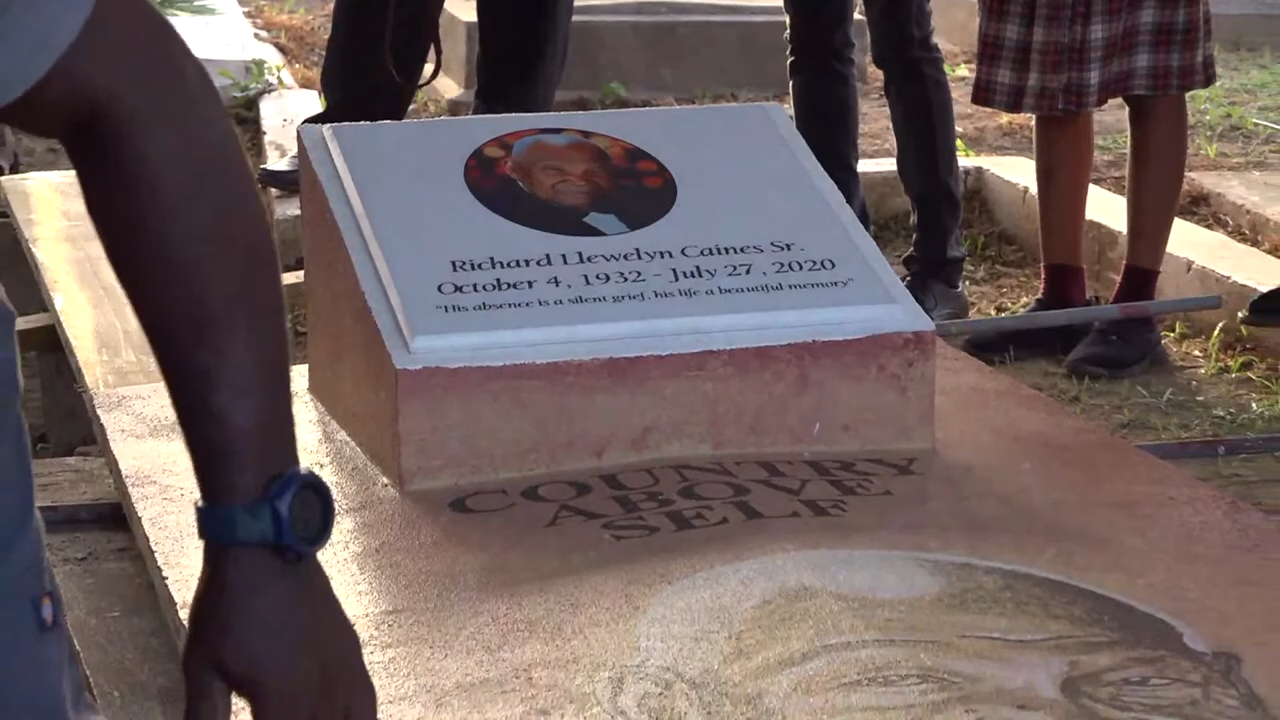 Richard Llewelyn Caines Sr.
October 4, 1932 - July 27, 2020
"His absence is a silent grief, his life a beautiful memory"
COUNTRY
ABOVE
SELF